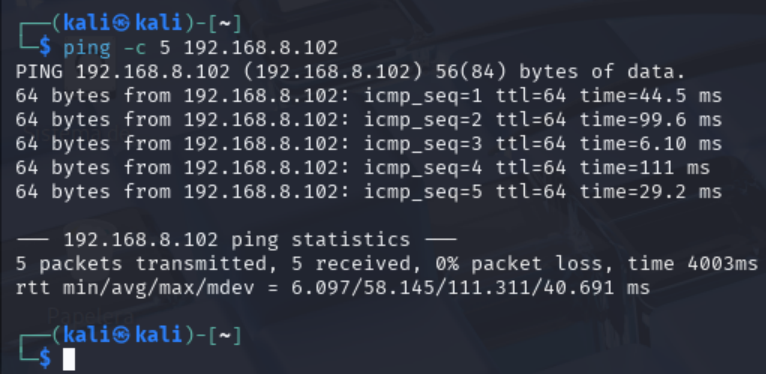 ┌──(kali㉿kali)-[~]
└─$ ping -c 5 192.168.8.102
PING 192.168.8.102 (192.168.8.102) 56(84) bytes of data.
64 bytes from 192.168.8.102: icmp_seq=1 ttl=64 time=44.5 ms
64 bytes from 192.168.8.102: icmp_seq=2 ttl=64 time=99.6 ms
64 bytes from 192.168.8.102: icmp_seq=3 ttl=64 time=6.10 ms
64 bytes from 192.168.8.102: icmp_seq=4 ttl=64 time=111 ms
64 bytes from 192.168.8.102: icmp_seq=5 ttl=64 time=29.2 ms

--- 192.168.8.102 ping statistics ---
5 packets transmitted, 5 received, 0% packet loss, time 4003ms
rtt min/avg/max/mdev = 6.097/58.145/111.311/40.691 ms

Papelera
┌──(kali㉿kali)-[~]
└─$